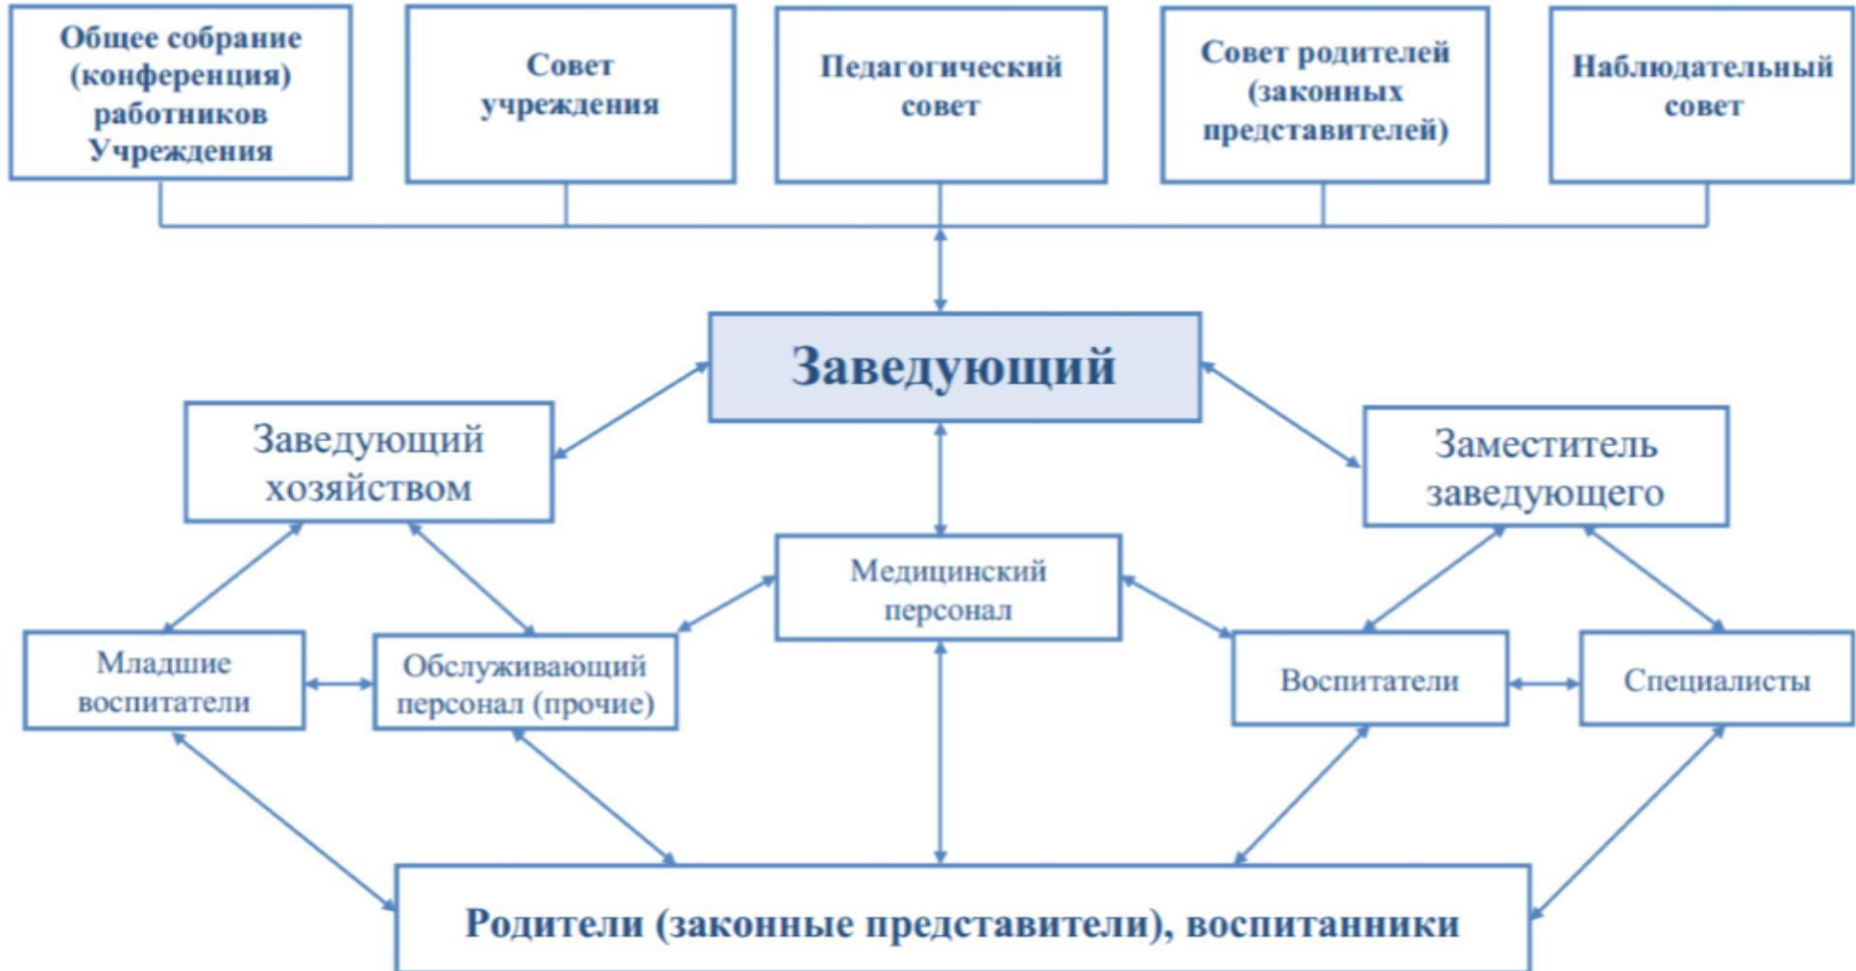 Общее собрание
(конференция)
работников
Учреждения
Совет
учреждения
Педагогический
совет
Совет родителей
(законных
представителей)
Наблюдательный
совет
Заведующий
Заведующий
хозяйством
Заместитель
заведующего
Медицинский
персонал
Младшие
воспитатели
Обслуживающий
персонал (прочие)
Воспитатели
Специалисты
Родители (законные представители), воспитанники